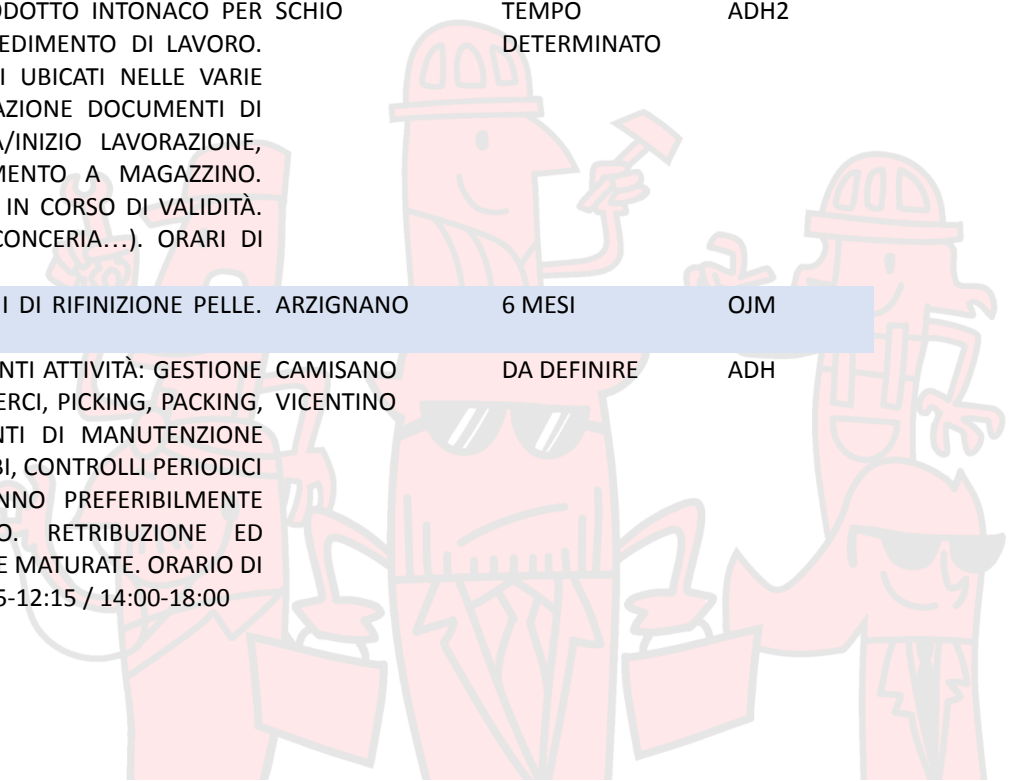 ODOTTO INTONACO PER SCHIO TEMPO ADH2
EDIMENTO DI LAVORO. DETERMINATO
I UBICATI NELLE VARIE
AZIONE DOCUMENTI DI
A/INIZIO LAVORAZIONE,
MENTO A MAGAZZINO.
IN CORSO DI VALIDITÀ.
CONCERIA…). ORARI DI
I DI RIFINIZIONE PELLE. ARZIGNANO 6 MESI OJM
NTI ATTIVITÀ: GESTIONE CAMISANO DA DEFINIRE ADH
ERCI, PICKING, PACKING, VICENTINO
NTI DI MANUTENZIONE
BI, CONTROLLI PERIODICI
NNO PREFERIBILMENTE
O. RETRIBUZIONE ED
E MATURATE. ORARIO DI
5-12:15 / 14:00-18:00